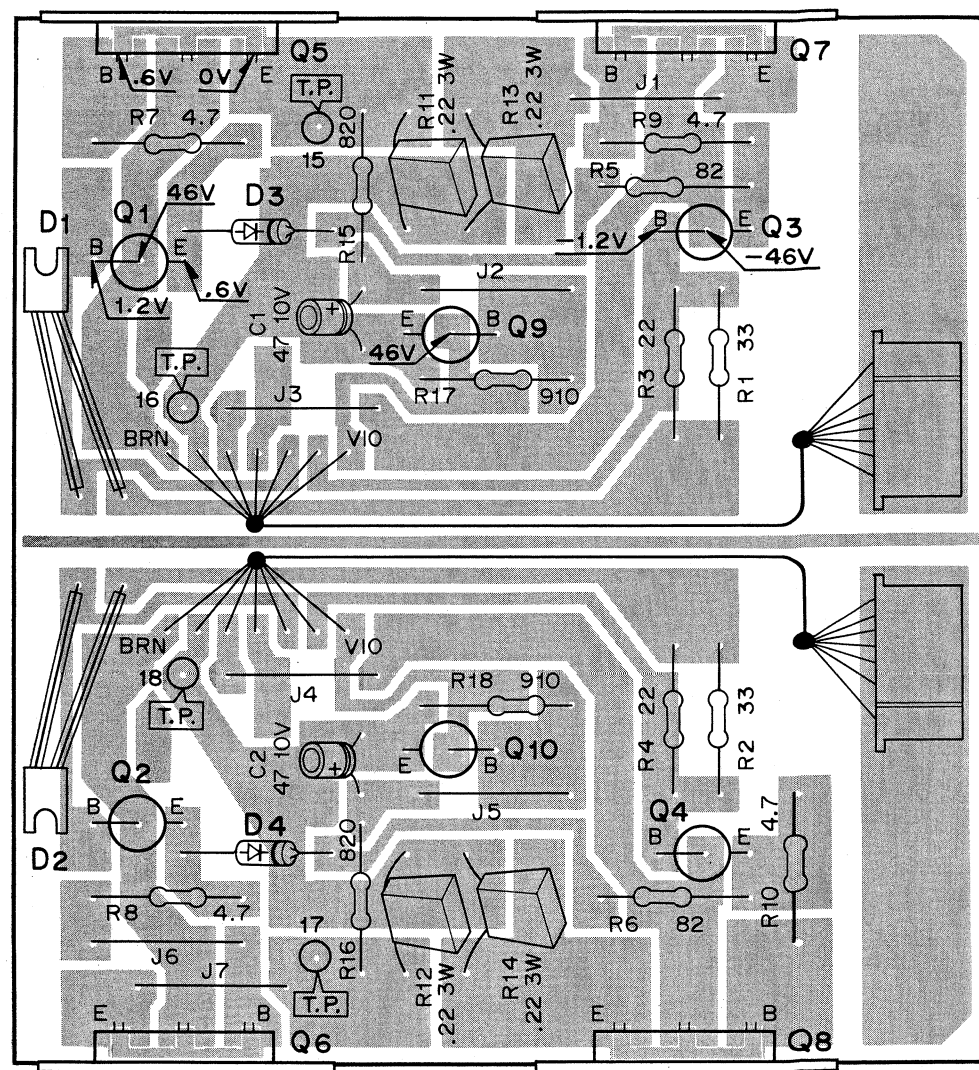 Q5
Q7
B .6V 0V E
T.P.
B E
J1
R7 4.7
15
820
R11
.22 3W
R13
.22 3W
R9 4.7
R5 82
46V
D1
Q1
D3
R15
B E
Q3
-1.2V
-46V
B E
1.2V
.6V
J2
C1
47 10V
+
E B
Q9
46V
T.P.
16
J3
R17 910
R3 22
R1 33
BRN VIO
BRN VIO
18
T.P.
J4
R18 910
R4 22
R2 33
C2
47 10V
+
E B
Q10
Q2
B E
J5
Q4
B E
4.7
R10
D2
D4
820
R8 4.7
17
R16
R12
.22 3W
R14
.22 3W
R6 82
J6
J7
T.P.
E B
Q6
E B
Q8